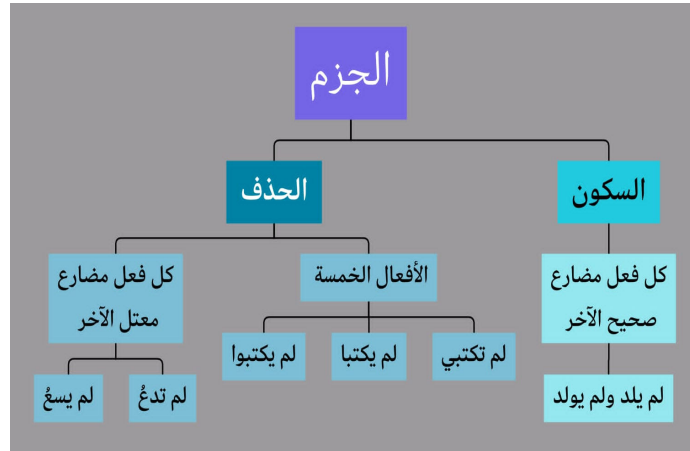 الجزم
السكون
الحذف
كل فعل مضارع
صحيح الآخر
الأفعال الخمسة
كل فعل مضارع
معتل الآخر
لم يلد ولم يولد
لم تكتبي
لم يكتبا
لم يكتبوا
لم تدعُ
لم يسعُ